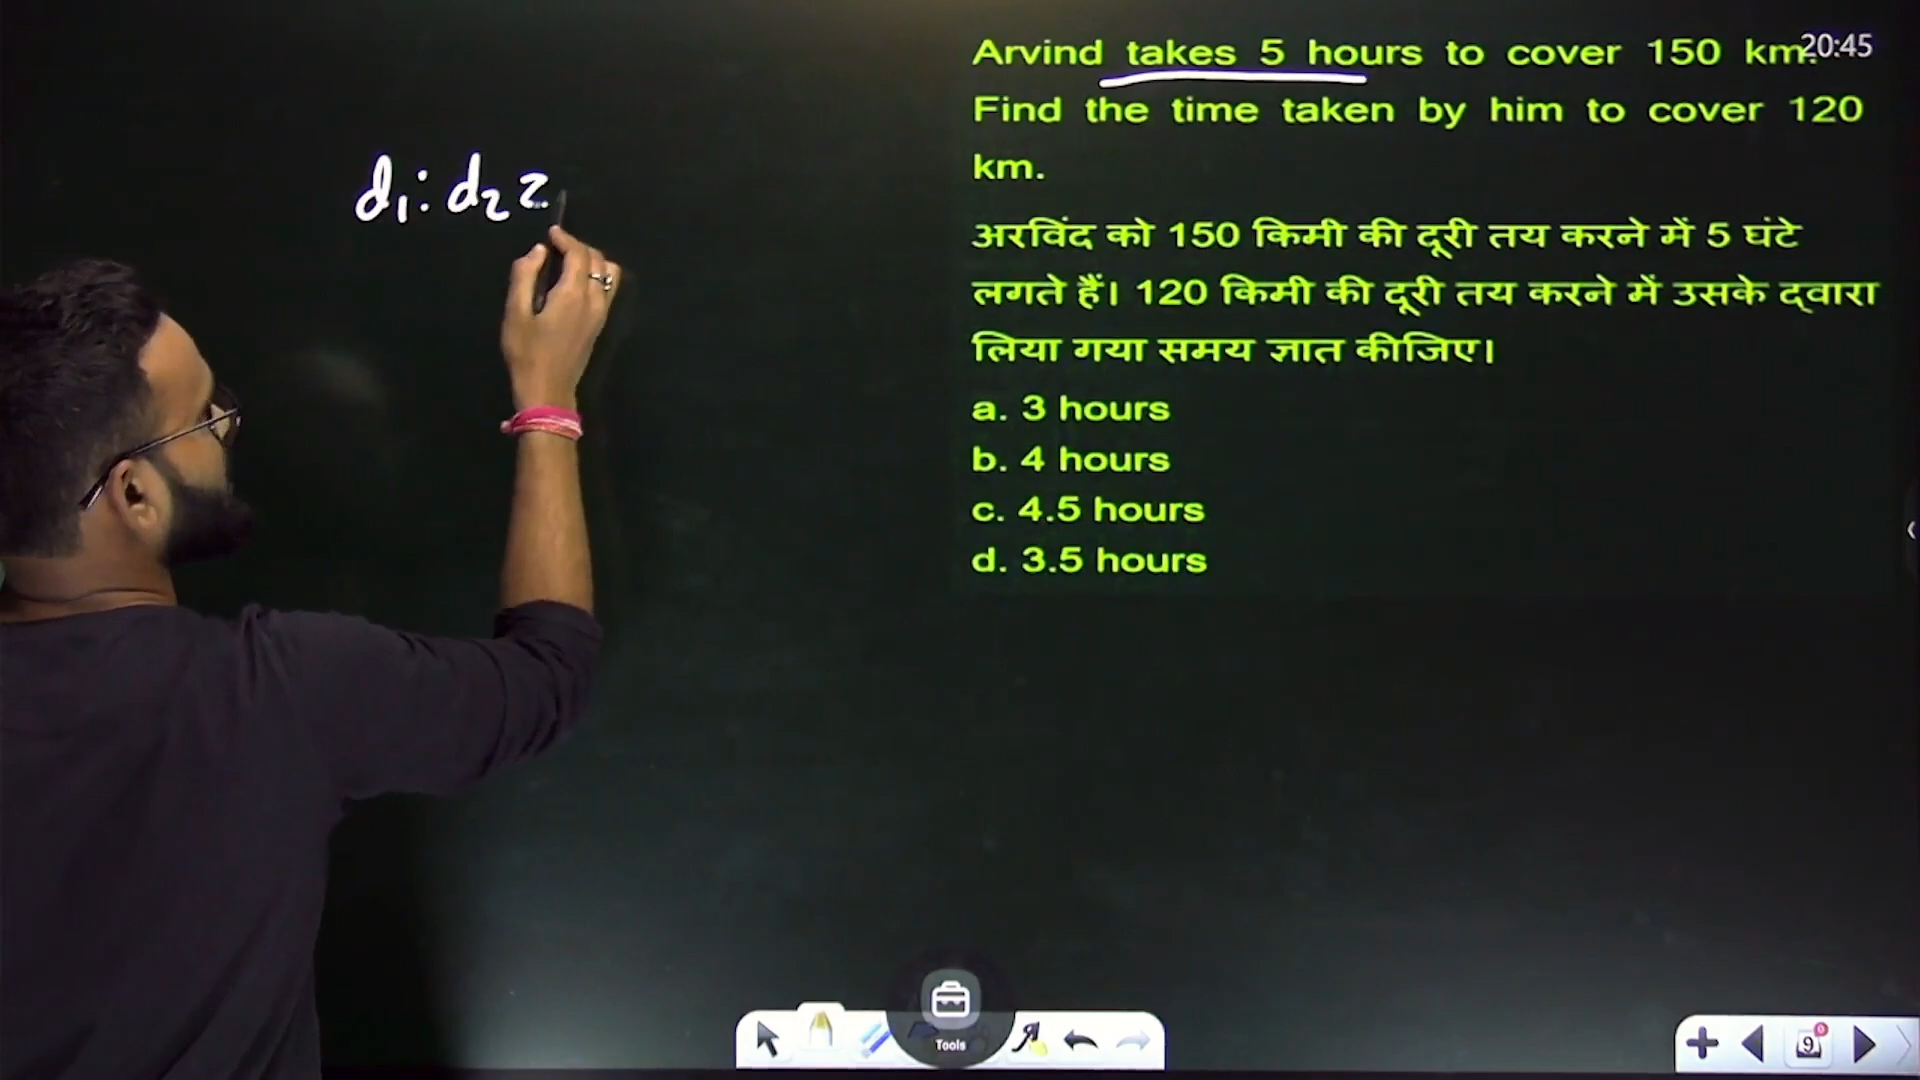 20:45
Arvind takes 5 hours to cover 150 km.
Find the time taken by him to cover 120
km.
अरविंद को 150 किमी की दूरी तय करने में 5 घंटे
लगते हैं। 120 किमी की दूरी तय करने में उसके द्वारा
लिया गया समय ज्ञात कीजिए।
a. 3 hours
b. 4 hours
c. 4.5 hours
d. 3.5 hours
d₁ : d₂ =
Tools
9
0